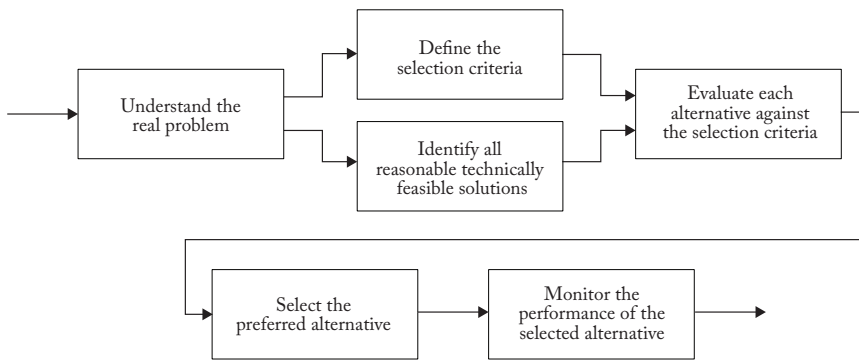 Understand the
real problem
Define the
selection criteria
Identify all
reasonable technically
feasible solutions
Evaluate each
alternative against
the selection criteria
Select the
preferred alternative
Monitor the
performance of the
selected alternative